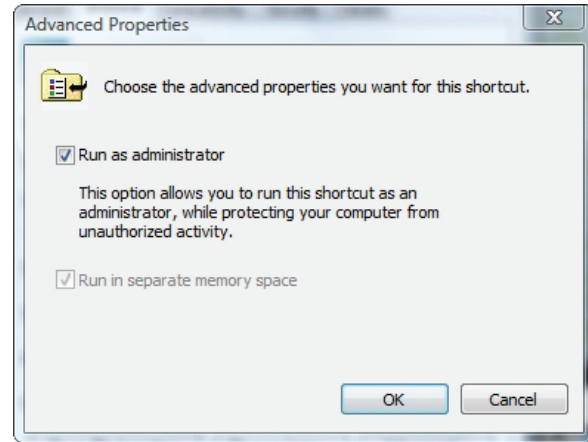 Advanced Properties
Choose the advanced properties you want for this shortcut.
Run as administrator
This option allows you to run this shortcut as an
administrator, while protecting your computer from
unauthorized activity.
Run in separate memory space
OK Cancel